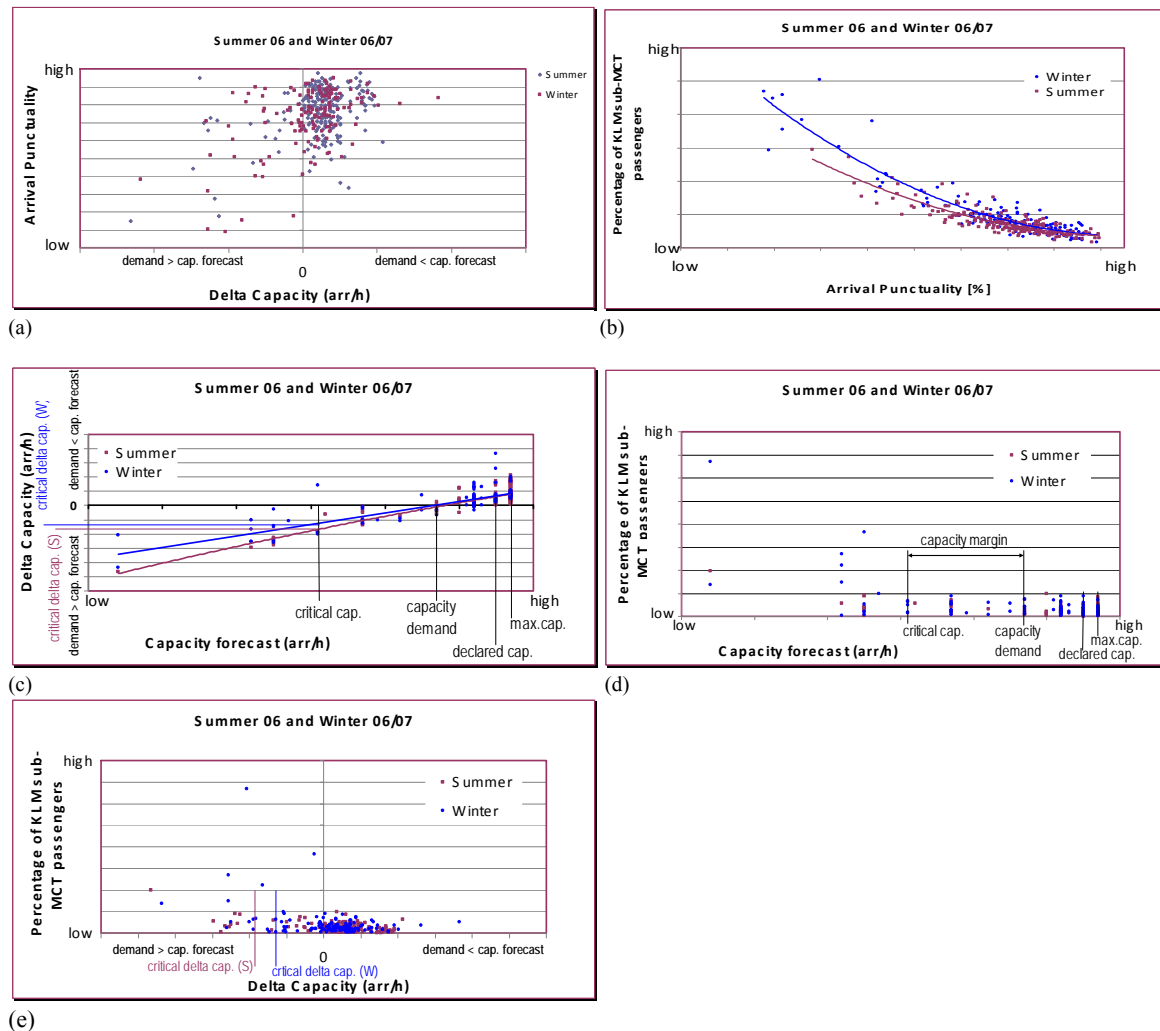 Summer 06 and Winter 06/07
high
Arrival Punctuality
low
Summer
Winter
demand > cap. forecast
demand < cap. forecast
0
Delta Capacity (arr/h)
(a)
Summer 06 and Winter 06/07
high
Percentage of KLM sub-MCT
passengers
low
Winter
Summer
low
high
Arrival Punctuality [%]
(b)
Summer 06 and Winter 06/07
Delta Capacity (arr/h)
critical delta cap. (W)
critical delta cap. (S)
demand < cap. forecast
demand > cap. forecast
0
Summer
Winter
low
high
critical cap.
capacity
demand
max.cap.
declared cap.
Capacity forecast (arr/h)
(c)
Summer 06 and Winter 06/07
high
Percentage of KLM sub-
MCT passengers
low
Summer
Winter
capacity margin
low
high
critical cap.
capacity
demand
max.cap.
declared cap.
Capacity forecast (arr/h)
(d)
Summer 06 and Winter 06/07
high
Percentage of KLM sub-
MCT passengers
low
Summer
Winter
demand > cap. forecast
0
demand < cap. forecast
critical delta cap. (S)
crtical delta cap. (W)
Delta Capacity (arr/h)
(e)